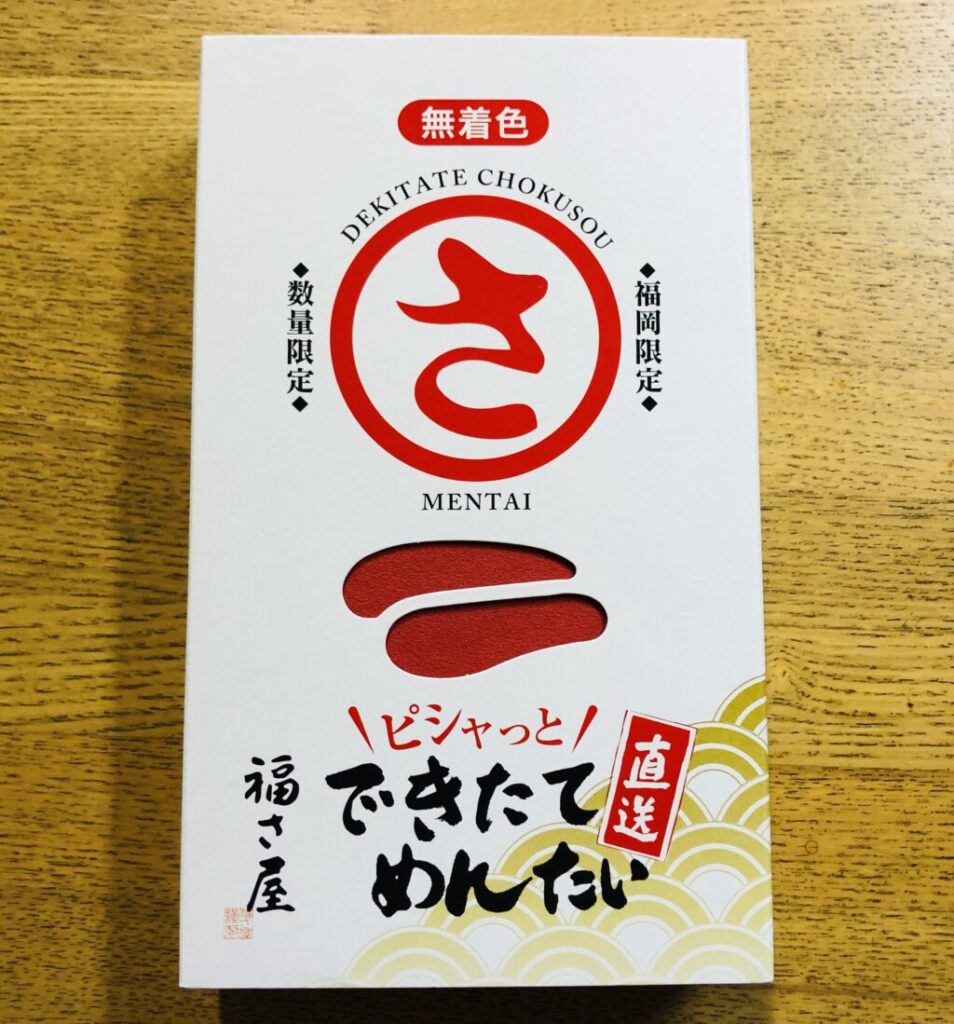 無着色
DEKITATE CHOKUSOU
さ
数量限定
福岡限定
MENTAI
ピシャっと
できたて
めんたい
直送
福さ屋